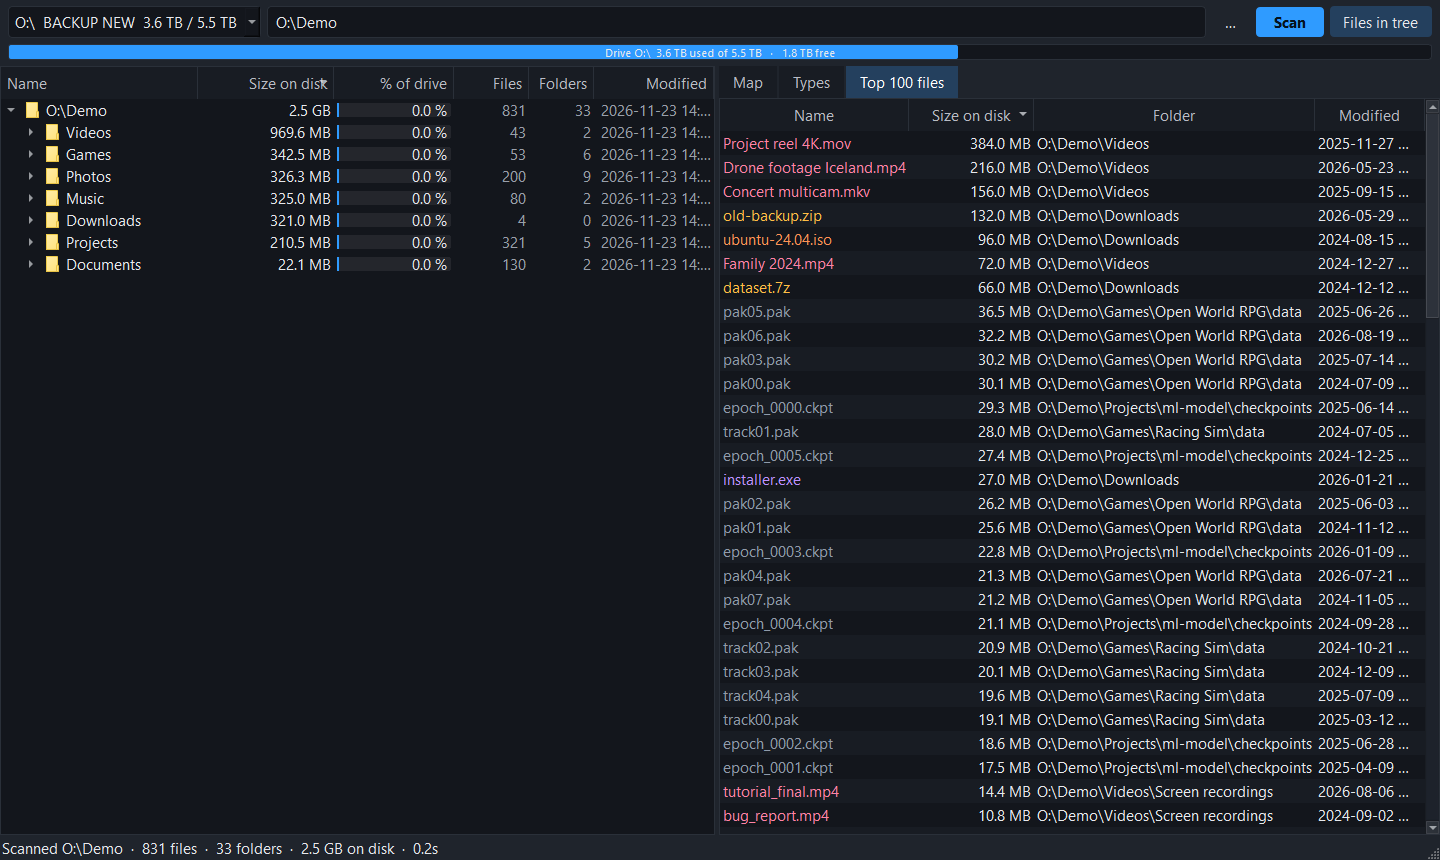 O:\  BACKUP NEW  3.6 TB / 5.5 TB  O:\Demo  ...  Scan  Files in tree
Drive O:\  3.6 TB used of 5.5 TB  ·  1.8 TB free
Name  Size on disk  % of drive  Files  Folders  Modified
O:\Demo  2.5 GB  0.0 %  831  33  2026-11-23 14:...
Videos  969.6 MB  0.0 %  43  2  2026-11-23 14:...
Games  342.5 MB  0.0 %  53  6  2026-11-23 14:...
Photos  326.3 MB  0.0 %  200  9  2026-11-23 14:...
Music  325.0 MB  0.0 %  80  2  2026-11-23 14:...
Downloads  321.0 MB  0.0 %  4  0  2026-11-23 14:...
Projects  210.5 MB  0.0 %  321  5  2026-11-23 14:...
Documents  22.1 MB  0.0 %  130  2  2026-11-23 14:...
Map  Types  Top 100 files
Name  Size on disk  Folder  Modified
Project reel 4K.mov  384.0 MB  O:\Demo\Videos  2025-11-27 ...
Drone footage Iceland.mp4  216.0 MB  O:\Demo\Videos  2026-05-23 ...
Concert multicam.mkv  156.0 MB  O:\Demo\Videos  2025-09-15 ...
old-backup.zip  132.0 MB  O:\Demo\Downloads  2026-05-29 ...
ubuntu-24.04.iso  96.0 MB  O:\Demo\Downloads  2024-08-15 ...
Family 2024.mp4  72.0 MB  O:\Demo\Videos  2024-12-27 ...
dataset.7z  66.0 MB  O:\Demo\Downloads  2024-12-12 ...
pak05.pak  36.5 MB  O:\Demo\Games\Open World RPG\data  2025-06-26 ...
pak06.pak  32.2 MB  O:\Demo\Games\Open World RPG\data  2026-08-19 ...
pak03.pak  30.2 MB  O:\Demo\Games\Open World RPG\data  2025-07-14 ...
pak00.pak  30.1 MB  O:\Demo\Games\Open World RPG\data  2024-07-09 ...
epoch_0000.ckpt  29.3 MB  O:\Demo\Projects\ml-model\checkpoints  2025-06-14 ...
track01.pak  28.0 MB  O:\Demo\Games\Racing Sim\data  2024-07-05 ...
epoch_0005.ckpt  27.4 MB  O:\Demo\Projects\ml-model\checkpoints  2024-12-25 ...
installer.exe  27.0 MB  O:\Demo\Downloads  2026-01-21 ...
pak02.pak  26.2 MB  O:\Demo\Games\Open World RPG\data  2025-06-03 ...
pak01.pak  25.6 MB  O:\Demo\Games\Open World RPG\data  2024-11-12 ...
epoch_0003.ckpt  22.8 MB  O:\Demo\Projects\ml-model\checkpoints  2026-01-09 ...
pak04.pak  21.3 MB  O:\Demo\Games\Open World RPG\data  2026-07-21 ...
pak07.pak  21.2 MB  O:\Demo\Games\Open World RPG\data  2024-11-05 ...
epoch_0004.ckpt  21.1 MB  O:\Demo\Projects\ml-model\checkpoints  2024-09-28 ...
track02.pak  20.9 MB  O:\Demo\Games\Racing Sim\data  2024-10-21 ...
track03.pak  20.1 MB  O:\Demo\Games\Racing Sim\data  2024-12-09 ...
track04.pak  19.6 MB  O:\Demo\Games\Racing Sim\data  2025-07-09 ...
track00.pak  19.1 MB  O:\Demo\Games\Racing Sim\data  2025-03-12 ...
epoch_0002.ckpt  18.6 MB  O:\Demo\Projects\ml-model\checkpoints  2025-06-28 ...
epoch_0001.ckpt  17.5 MB  O:\Demo\Projects\ml-model\checkpoints  2025-04-09 ...
tutorial_final.mp4  14.4 MB  O:\Demo\Videos\Screen recordings  2026-08-06 ...
bug_report.mp4  10.8 MB  O:\Demo\Videos\Screen recordings  2024-09-02 ...
Scanned O:\Demo  ·  831 files  ·  33 folders  ·  2.5 GB on disk  ·  0.2s